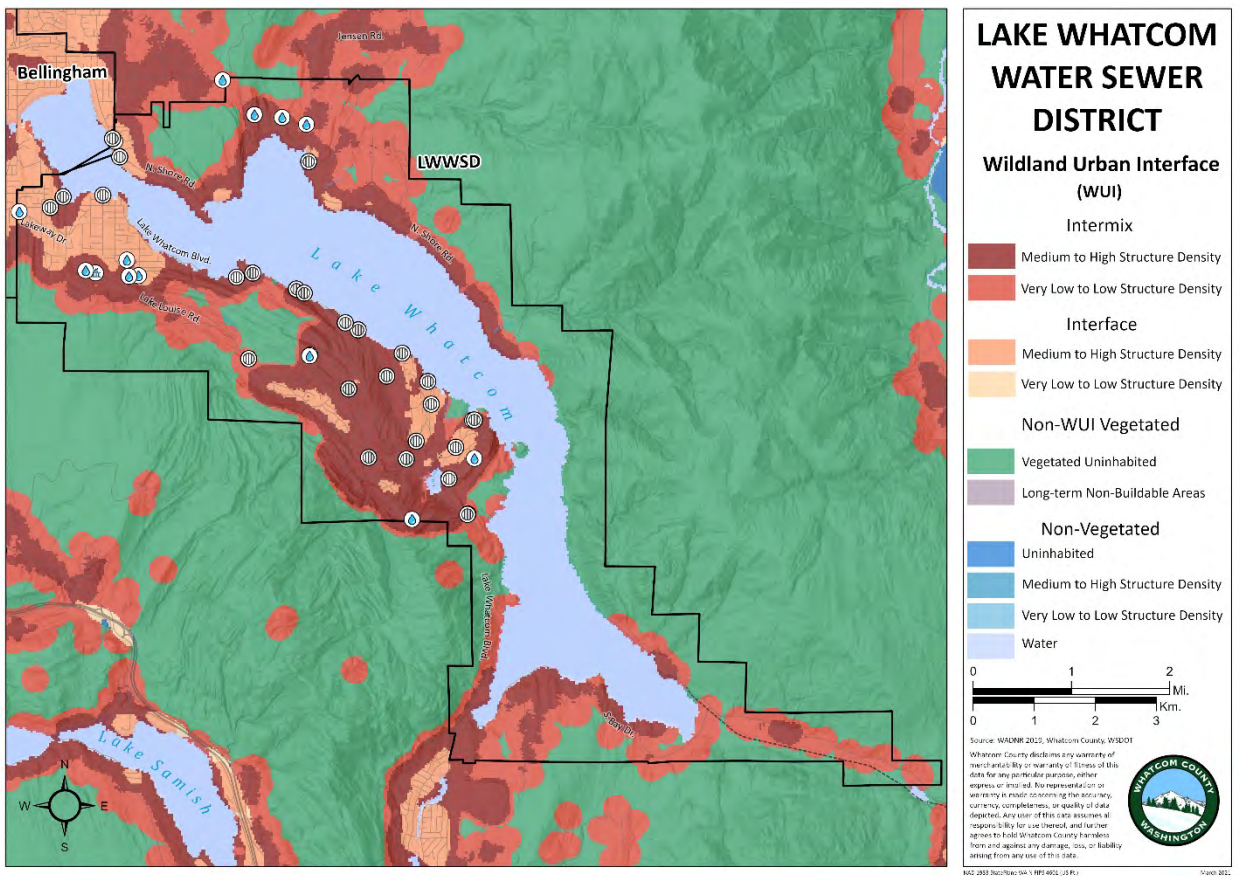 Bellingham
Jensen Rd.
LWWSD
N. Shore Rd.
Lakeway Dr.
Lake Whatcom Blvd.
N. Shore Rd.
Lake Whatcom
Lake Louise Rd.
Lake Whatcom Blvd.
S Bay Dr.
Lake Samish
N
W E
S
LAKE WHATCOM
WATER SEWER
DISTRICT
Wildland Urban Interface
(WUI)
Intermix
Medium to High Structure Density
Very Low to Low Structure Density
Interface
Medium to High Structure Density
Very Low to Low Structure Density
Non-WUI Vegetated
Vegetated Uninhabited
Long-term Non-Buildable Areas
Non-Vegetated
Uninhabited
Medium to High Structure Density
Very Low to Low Structure Density
Water
0 1 2
Mi.
Km.
0 1 2 3
Source: WADNR 2019, Whatcom County, WSDOT
Whatcom County disclaims any warranty of
merchantability or warranty of fitness of this
data for any particular purpose, either
express or implied. No representation or
warranty is made concerning the accuracy,
currency, completeness, or quality of data
depicted. Any user of this data assumes all
responsibility for use thereof, and further
agrees to hold Whatcom County harmless
from and against any damage, loss, or liability
arising from any use of this data.
WHATCOM COUNTY
WASHINGTON
March 2021